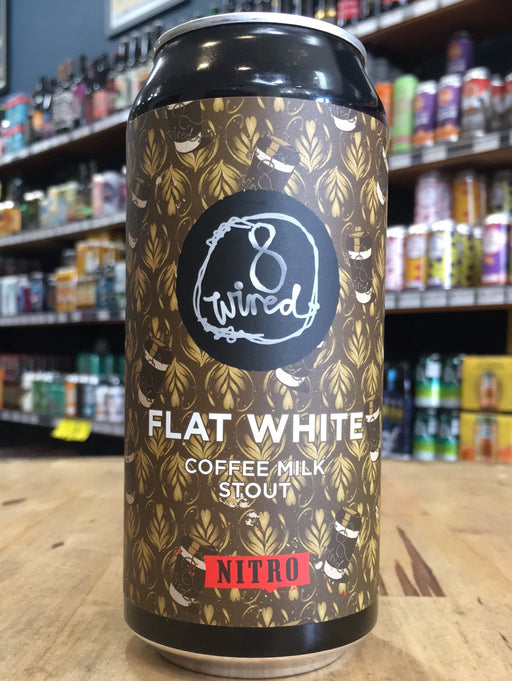 8
wired
FLAT WHITE
COFFEE MILK
STOUT
NITRO